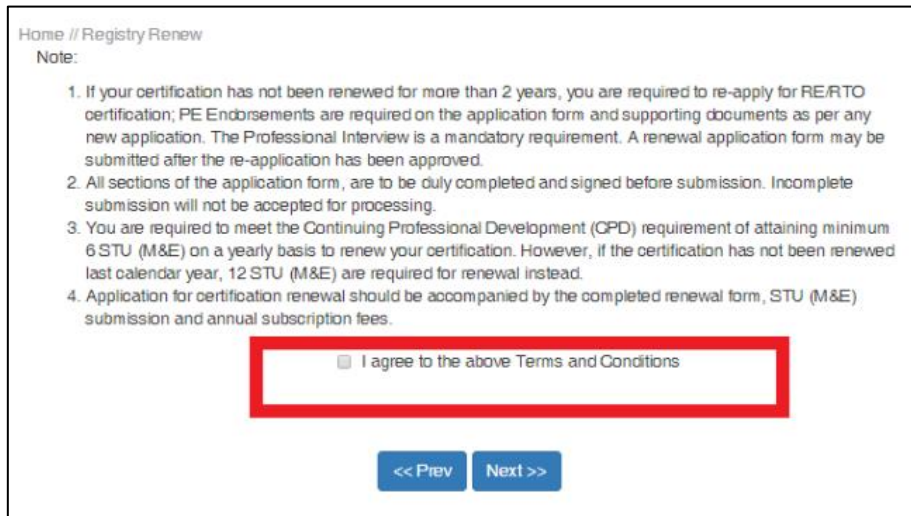 Home // Registry Renew
Note:
1. If your certification has not been renewed for more than 2 years, you are required to re-apply for RE/RTO
certification; PE Endorsements are required on the application form and supporting documents as per any
new application. The Professional Interview is a mandatory requirement. A renewal application form may be
submitted after the re-application has been approved.
2. All sections of the application form, are to be duly completed and signed before submission. Incomplete
submission will not be accepted for processing.
3. You are required to meet the Continuing Professional Development (CPD) requirement of attaining minimum
6 STU (M&E) on a yearly basis to renew your certification. However, if the certification has not been renewed
last calendar year, 12 STU (M&E) are required for renewal instead.
4. Application for certification renewal should be accompanied by the completed renewal form, STU (M&E)
submission and annual subscription fees.
I agree to the above Terms and Conditions
<< Prev Next >>